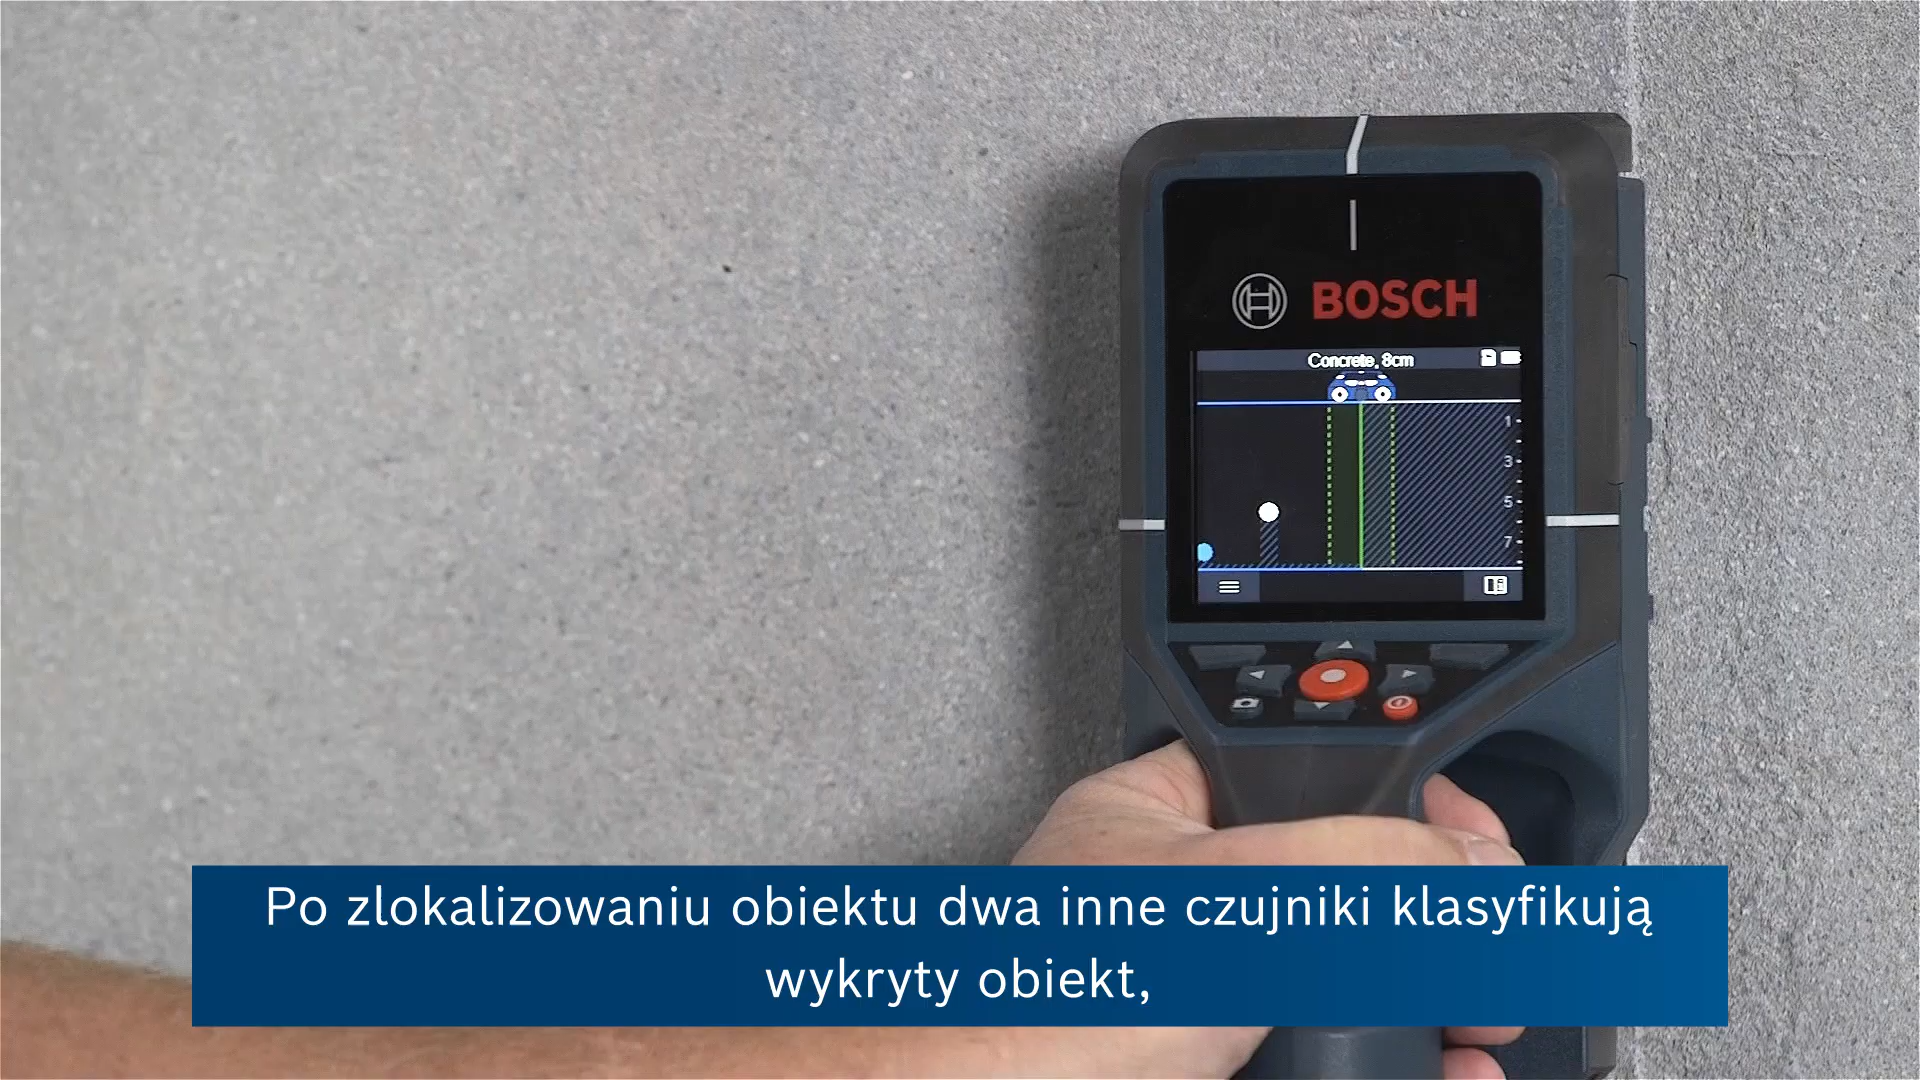 BOSCH
Concrete, 8cm
1
3
5
7
Po zlokalizowaniu obiektu dwa inne czujniki klasyfikują
wykryty obiekt,